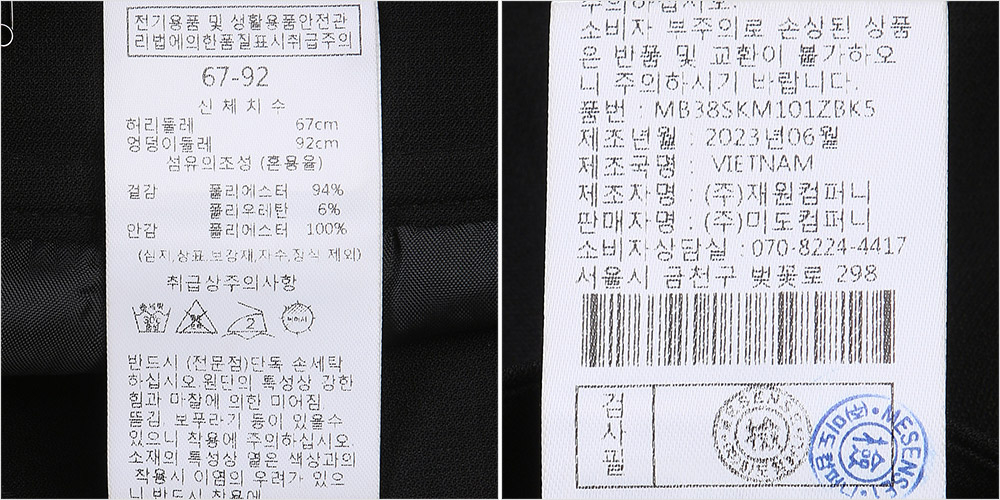 전기용품 및 생활용품안전관
리법에의한품질표시취급주의
67-92
신체치수
허리둘레 67cm
엉덩이둘레 92cm
섬유의조성 (혼용율)
겉감 폴리에스터 94%
폴리우레탄 6%
안감 폴리에스터 100%
(심지,상표,보강재,자수,장식 제외)
취급상주의사항
반드시 (전문점)단독 손세탁
하십시오.원단의 특성상 강한
힘과 마찰에 의한 미어짐
뜯김, 보푸라기 등이 있을수
있으니 착용에 주의하십시오.
소재의 특성상 옅은 색상과의
착용시 이염의 우려가 있으
니 반드시 착용에
주의하십시오.
소비자 부주의로 손상된 상품
은 반품 및 교환이 불가하오
니 주의하시기 바랍니다.
품번 : MB38SKM101ZBK5
제조년월 : 2023년06월
제조국명 : VIETNAM
제조자명 : (주)재원컴퍼니
판매자명 : (주)미도컴퍼니
소비자상담실 : 070-8224-4417
서울시 금천구 벚꽃로 298
검사필
MESENSE